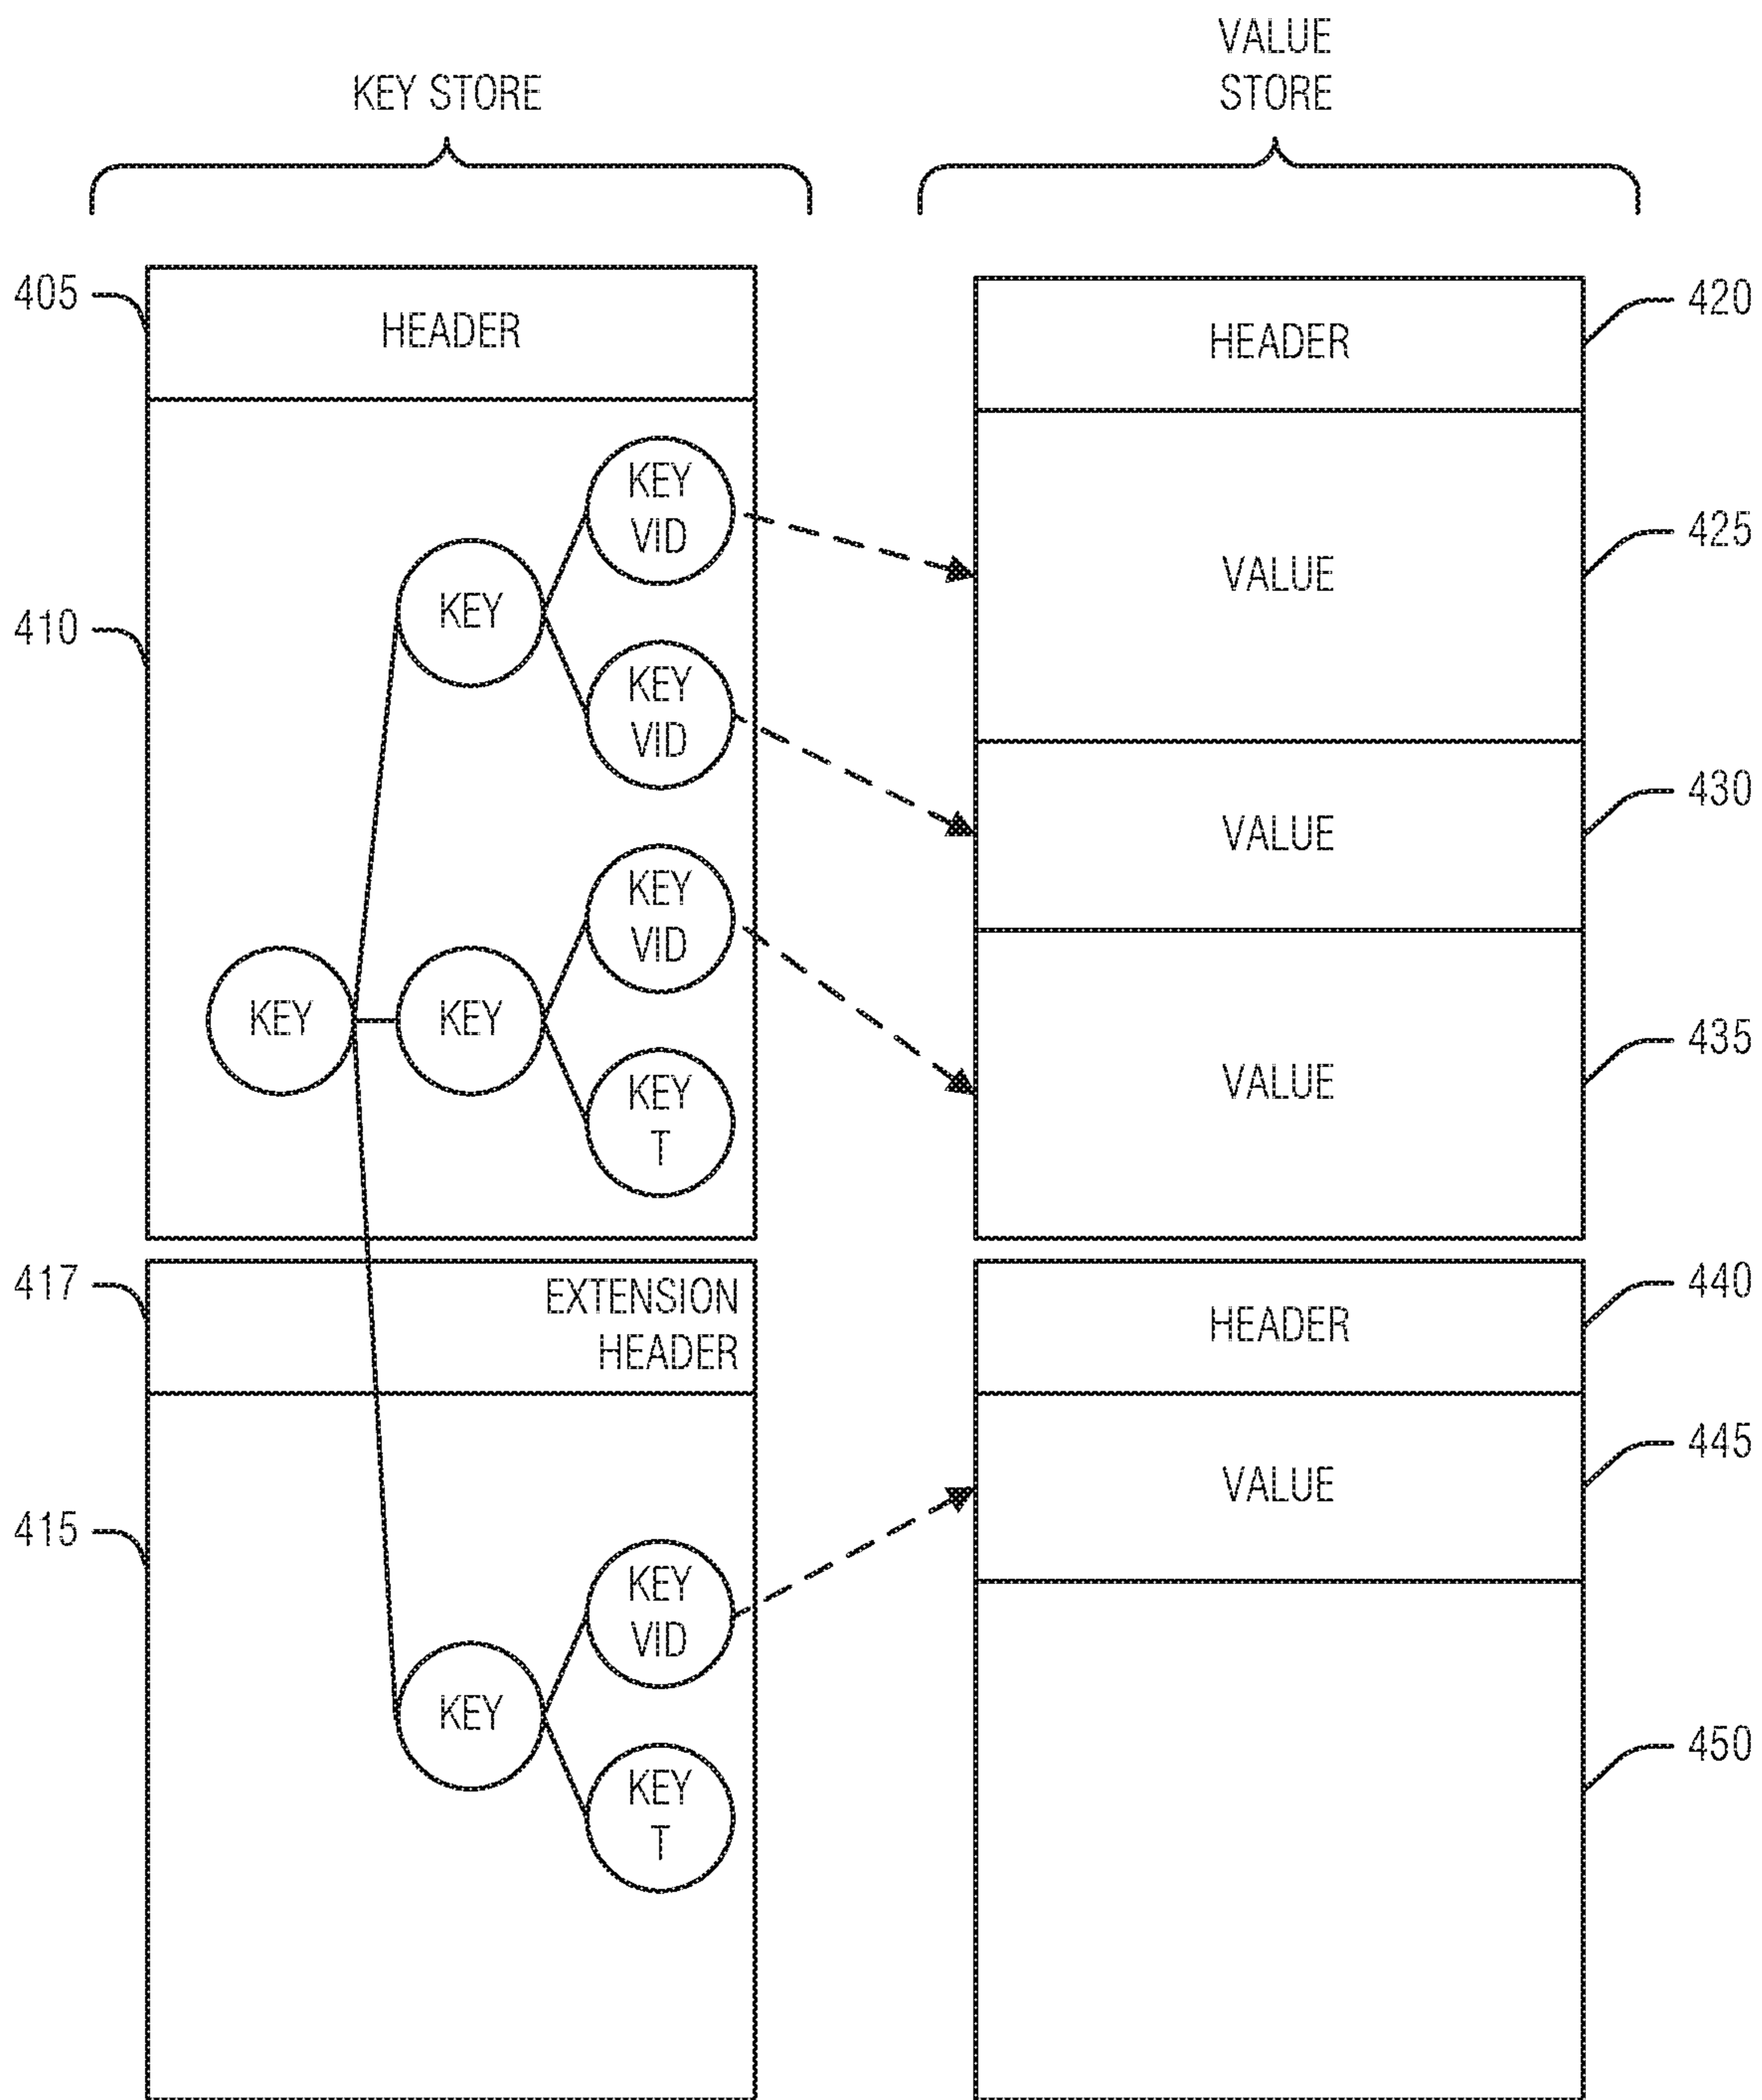 KEY STORE
VALUE
STORE
405
HEADER
420
HEADER
KEY
VID
425
VALUE
410
KEY
KEY
VID
430
VALUE
KEY
VID
KEY
KEY
435
VALUE
KEY
T
417
EXTENSION
HEADER
440
HEADER
445
VALUE
415
KEY
VID
KEY
450
KEY
T